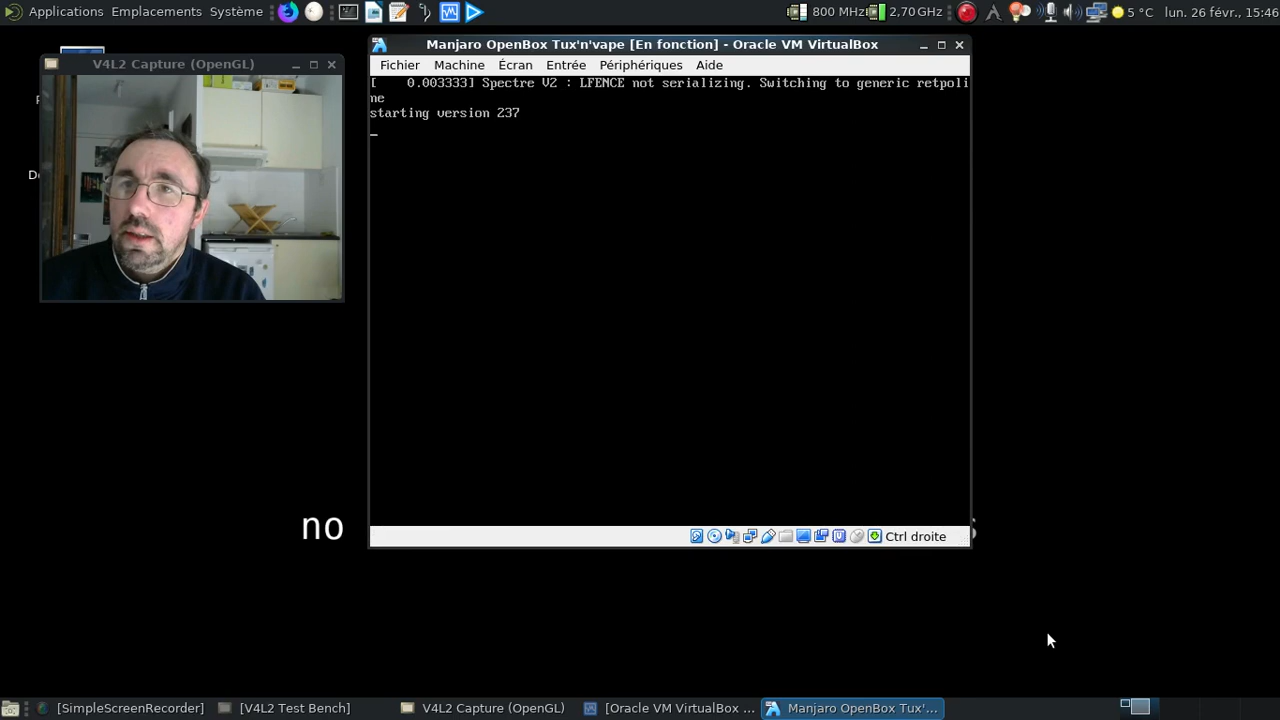 Applications Emplacements Système
800 MHz 2,70 GHz 5 °C lun. 26 févr., 15:46
V4L2 Capture (OpenGL)
Manjaro OpenBox Tux'n'vape [En fonction] - Oracle VM VirtualBox
Fichier Machine Écran Entrée Périphériques Aide
[    0.003333] Spectre V2 : LFENCE not serializing. Switching to generic retpoli
ne
starting version 237
_
no
Ctrl droite
[SimpleScreenRecorder] [V4L2 Test Bench] V4L2 Capture (OpenGL) [Oracle VM VirtualBox ... Manjaro OpenBox Tux'...